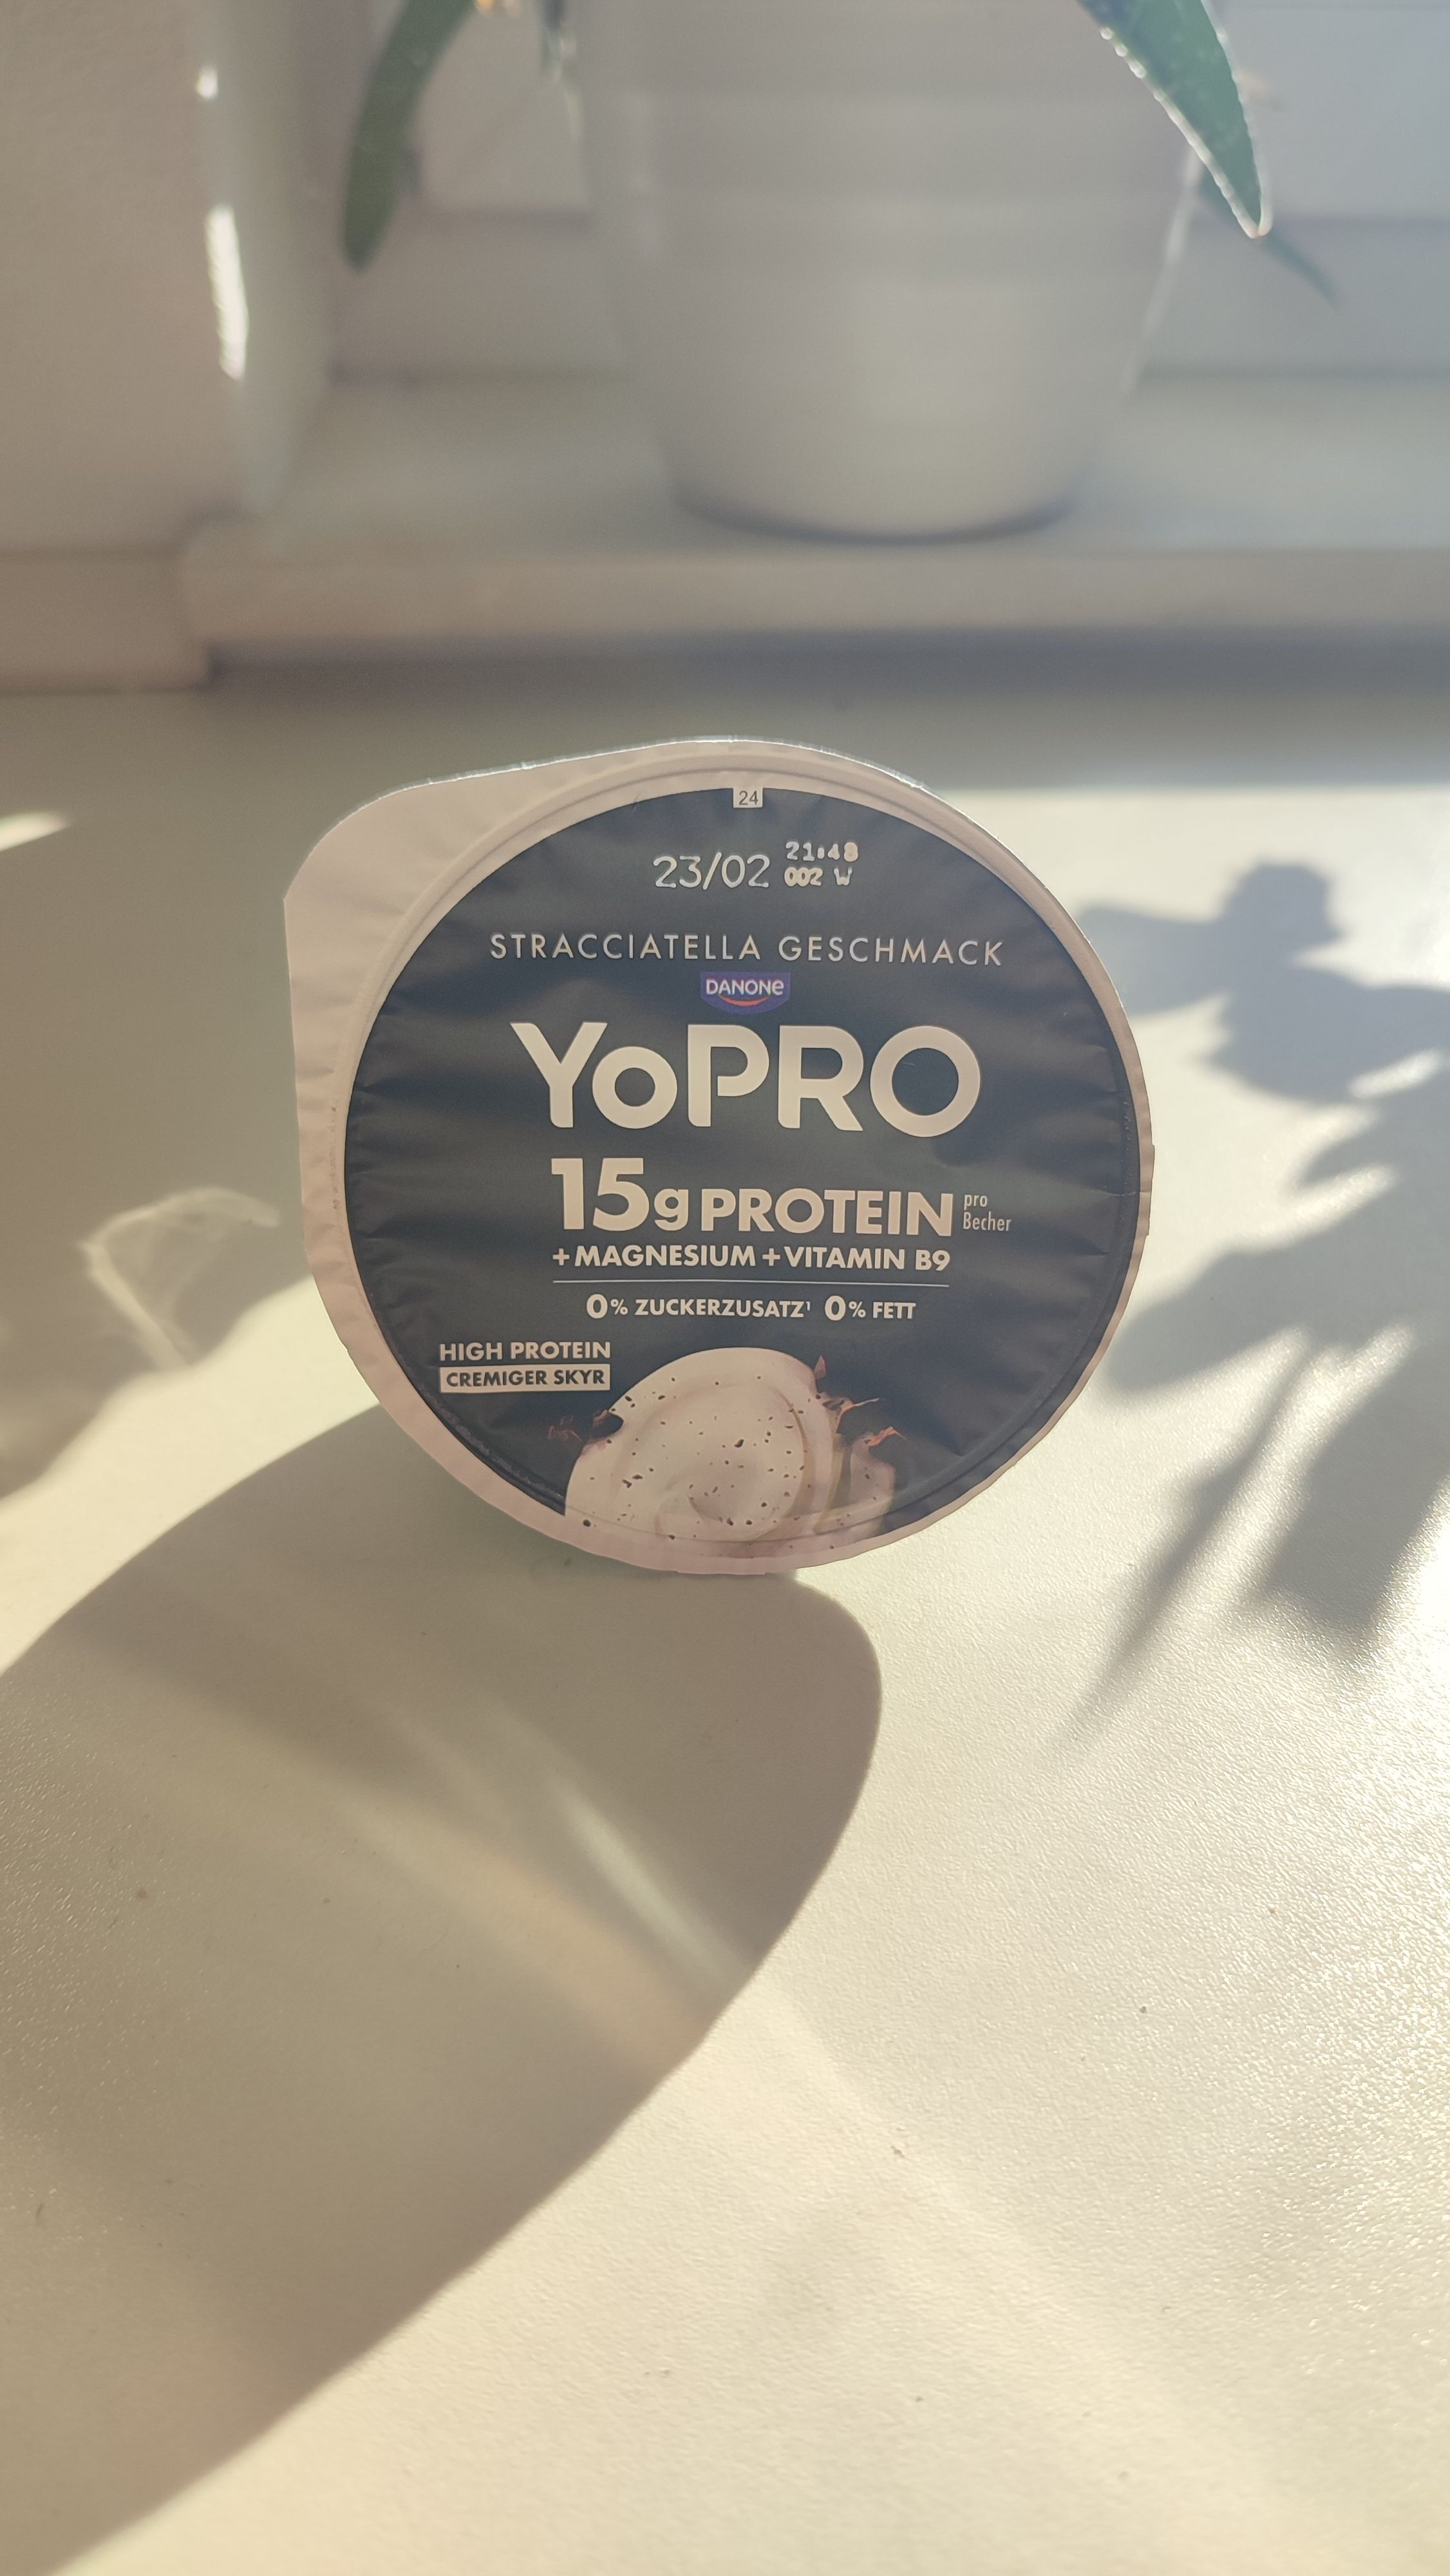 24
23/02 21:48
002 W
STRACCIATELLA GESCHMACK
DANONE
YoPRO
15g PROTEIN pro Becher
+MAGNESIUM +VITAMIN B9
0% ZUCKERZUSATZ¹ 0% FETT
HIGH PROTEIN
CREMIGER SKYR